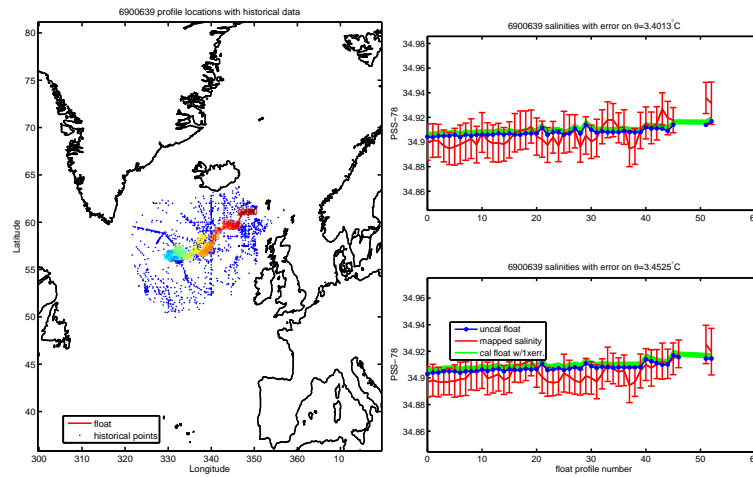 6900639 profile locations with historical data
80
75
70
65
60
55
50
45
40
Latitude
300 310 320 330 340 350 360 10
Longitude
float
historical points
6900639 salinities with error on θ=3.4013°C
34.98
34.96
34.94
34.92
34.9
34.88
34.86
PSS−78
0 10 20 30 40 50 60
6900639 salinities with error on θ=3.4525°C
34.96
34.94
34.92
34.9
34.88
34.86
PSS−78
uncal float
mapped salinity
cal float w/1xerr.
0 10 20 30 40 50 60
float profile number